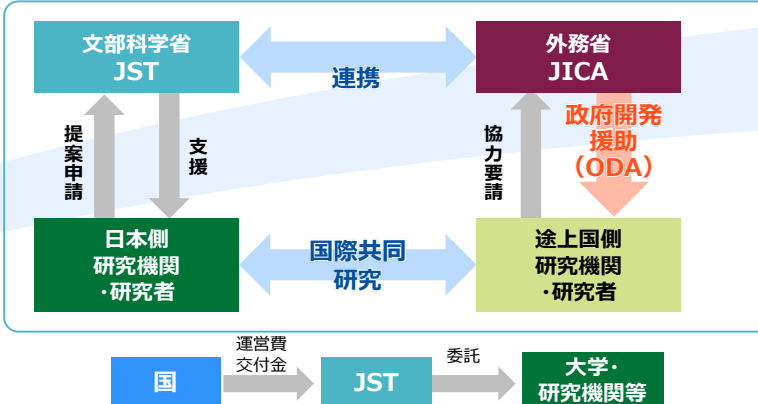 文部科学省
JST
連携
外務省
JICA
提案申請
支援
協力要請
政府開発
援助
（ODA）
日本側
研究機関
・研究者
国際共同
研究
途上国側
研究機関
・研究者
国
運営費
交付金
JST
委託
大学・
研究機関等